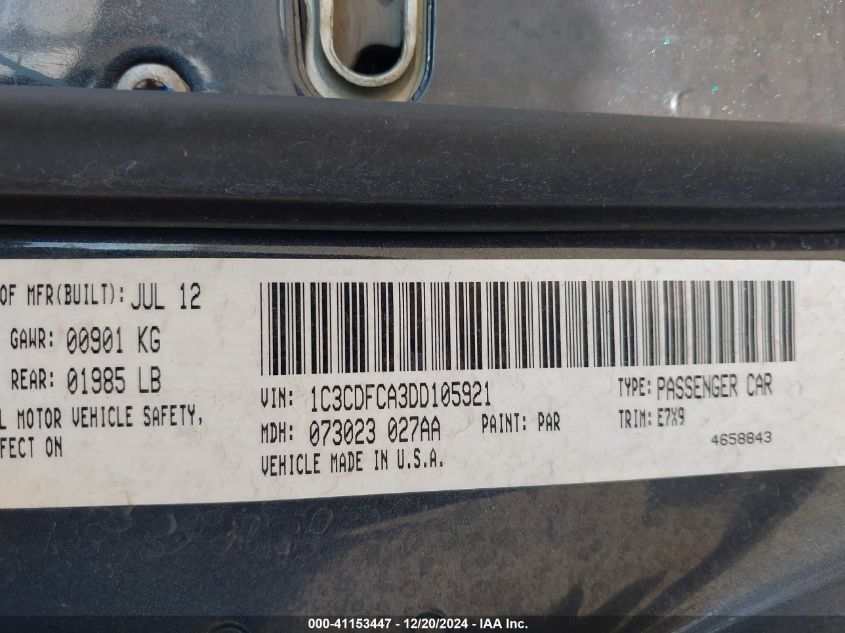 OF MFR(BUILT): JUL 12
GAWR: 00901 KG
REAR: 01985 LB
L MOTOR VEHICLE SAFETY,
FECT ON
VIN: 1C3CDFCA3DD105921
TYPE: PASSENGER CAR
MDH: 073023 027AA
PAINT: PAR
TRIM: E7X9
VEHICLE MADE IN U.S.A.
4658843
000-41153447 - 12/20/2024 - IAA Inc.